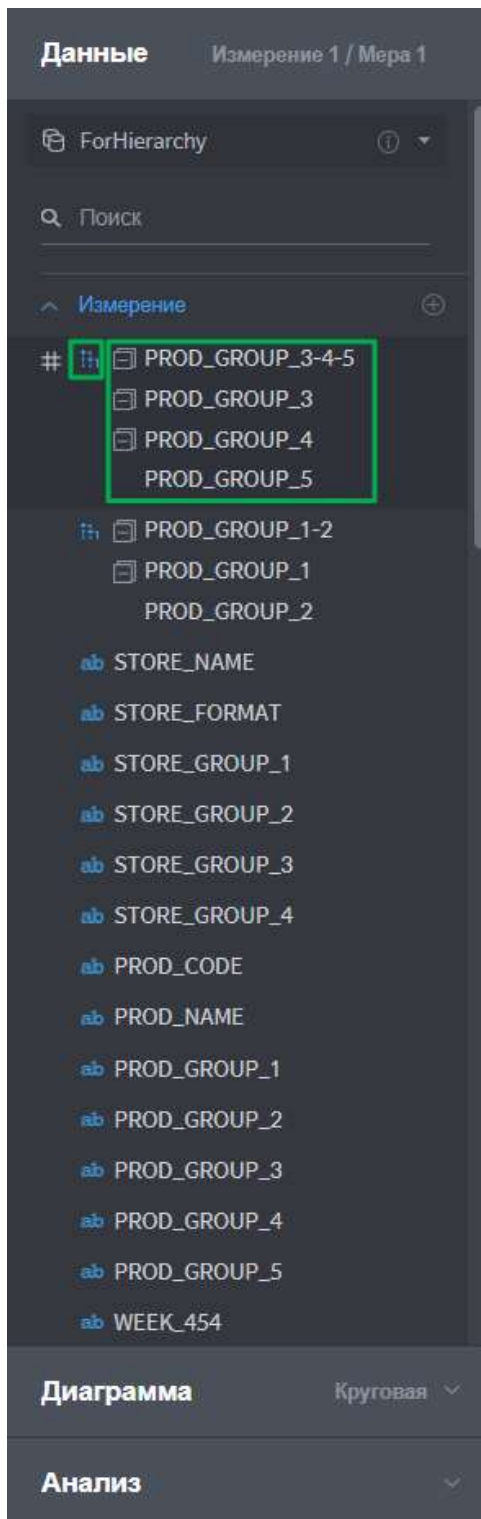 Данные Измерение 1 / Мера 1
ForHierarchy
Поиск
Измерение
# PROD_GROUP_3-4-5
PROD_GROUP_3
PROD_GROUP_4
PROD_GROUP_5
PROD_GROUP_1-2
PROD_GROUP_1
PROD_GROUP_2
ab STORE_NAME
ab STORE_FORMAT
ab STORE_GROUP_1
ab STORE_GROUP_2
ab STORE_GROUP_3
ab STORE_GROUP_4
ab PROD_CODE
ab PROD_NAME
ab PROD_GROUP_1
ab PROD_GROUP_2
ab PROD_GROUP_3
ab PROD_GROUP_4
ab PROD_GROUP_5
ab WEEK_454
Диаграмма Круговая
Анализ